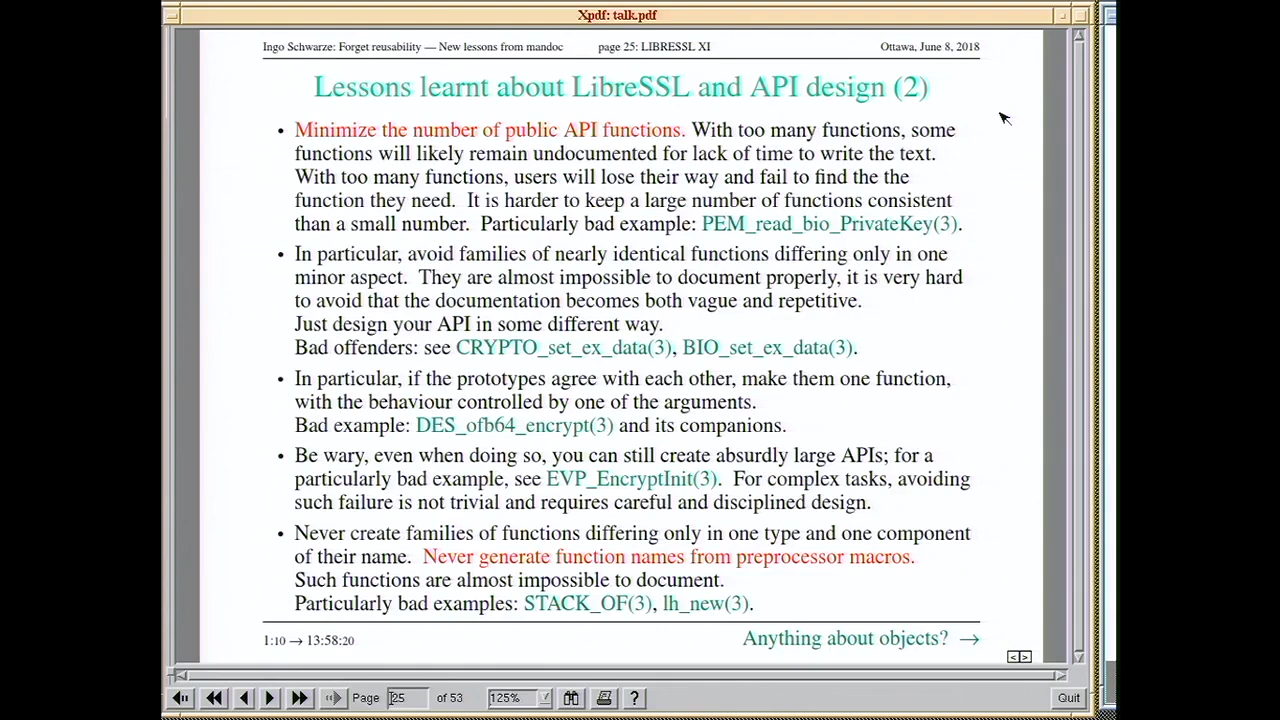 Xpdf: talk.pdf
Ingo Schwarze: Forget reusability — New lessons from mandoc page 25: LIBRESSL XI Ottawa, June 8, 2018
Lessons learnt about LibreSSL and API design (2)
• Minimize the number of public API functions. With too many functions, some
functions will likely remain undocumented for lack of time to write the text.
With too many functions, users will lose their way and fail to find the the
function they need. It is harder to keep a large number of functions consistent
than a small number. Particularly bad example: PEM_read_bio_PrivateKey(3).
• In particular, avoid families of nearly identical functions differing only in one
minor aspect. They are almost impossible to document properly, it is very hard
to avoid that the documentation becomes both vague and repetitive.
Just design your API in some different way.
Bad offenders: see CRYPTO_set_ex_data(3), BIO_set_ex_data(3).
• In particular, if the prototypes agree with each other, make them one function,
with the behaviour controlled by one of the arguments.
Bad example: DES_ofb64_encrypt(3) and its companions.
• Be wary, even when doing so, you can still create absurdly large APIs; for a
particularly bad example, see EVP_EncryptInit(3). For complex tasks, avoiding
such failure is not trivial and requires careful and disciplined design.
• Never create families of functions differing only in one type and one component
of their name. Never generate function names from preprocessor macros.
Such functions are almost impossible to document.
Particularly bad examples: STACK_OF(3), lh_new(3).
1:10 → 13:58:20 Anything about objects? →
Page 25 of 53 125% ? Quit